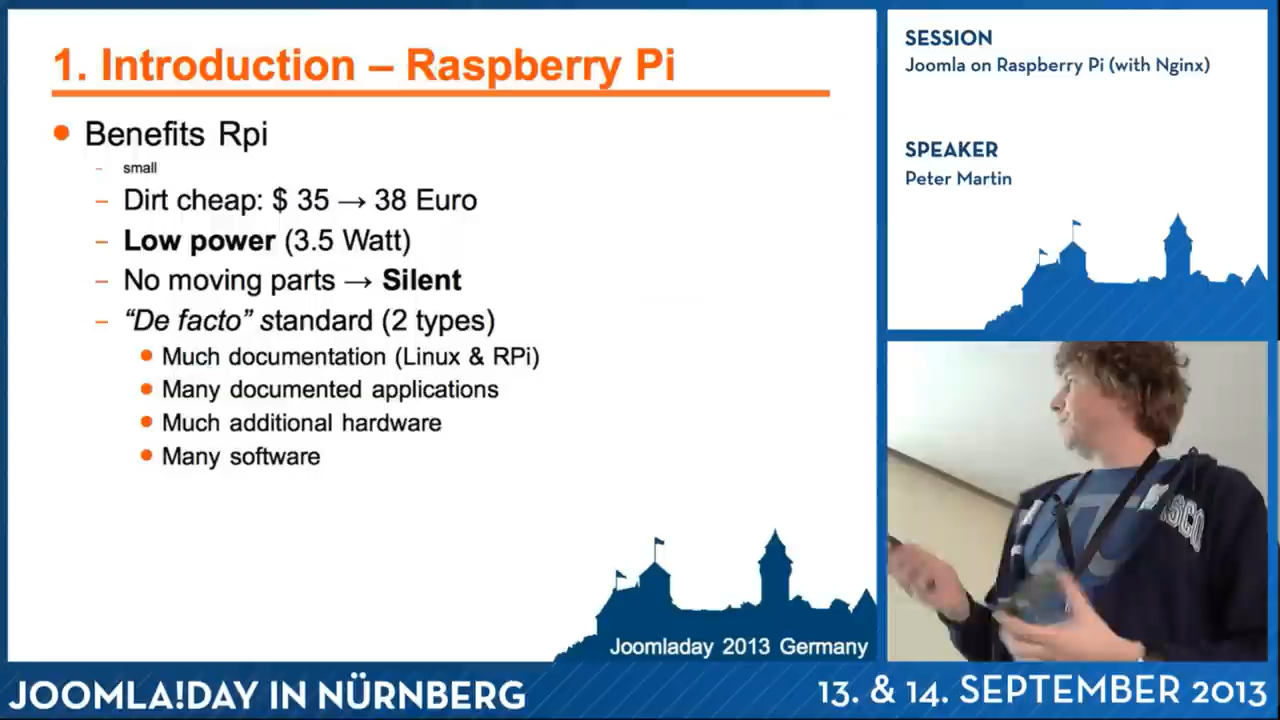 1. Introduction – Raspberry Pi
● Benefits Rpi
– small
– Dirt cheap: $ 35 → 38 Euro
– Low power (3.5 Watt)
– No moving parts → Silent
– “De facto” standard (2 types)
● Much documentation (Linux & RPi)
● Many documented applications
● Much additional hardware
● Many software
Joomladay 2013 Germany
SESSION
Joomla on Raspberry Pi (with Nginx)
SPEAKER
Peter Martin
JOOMLA!DAY IN NÜRNBERG
13. & 14. SEPTEMBER 2013